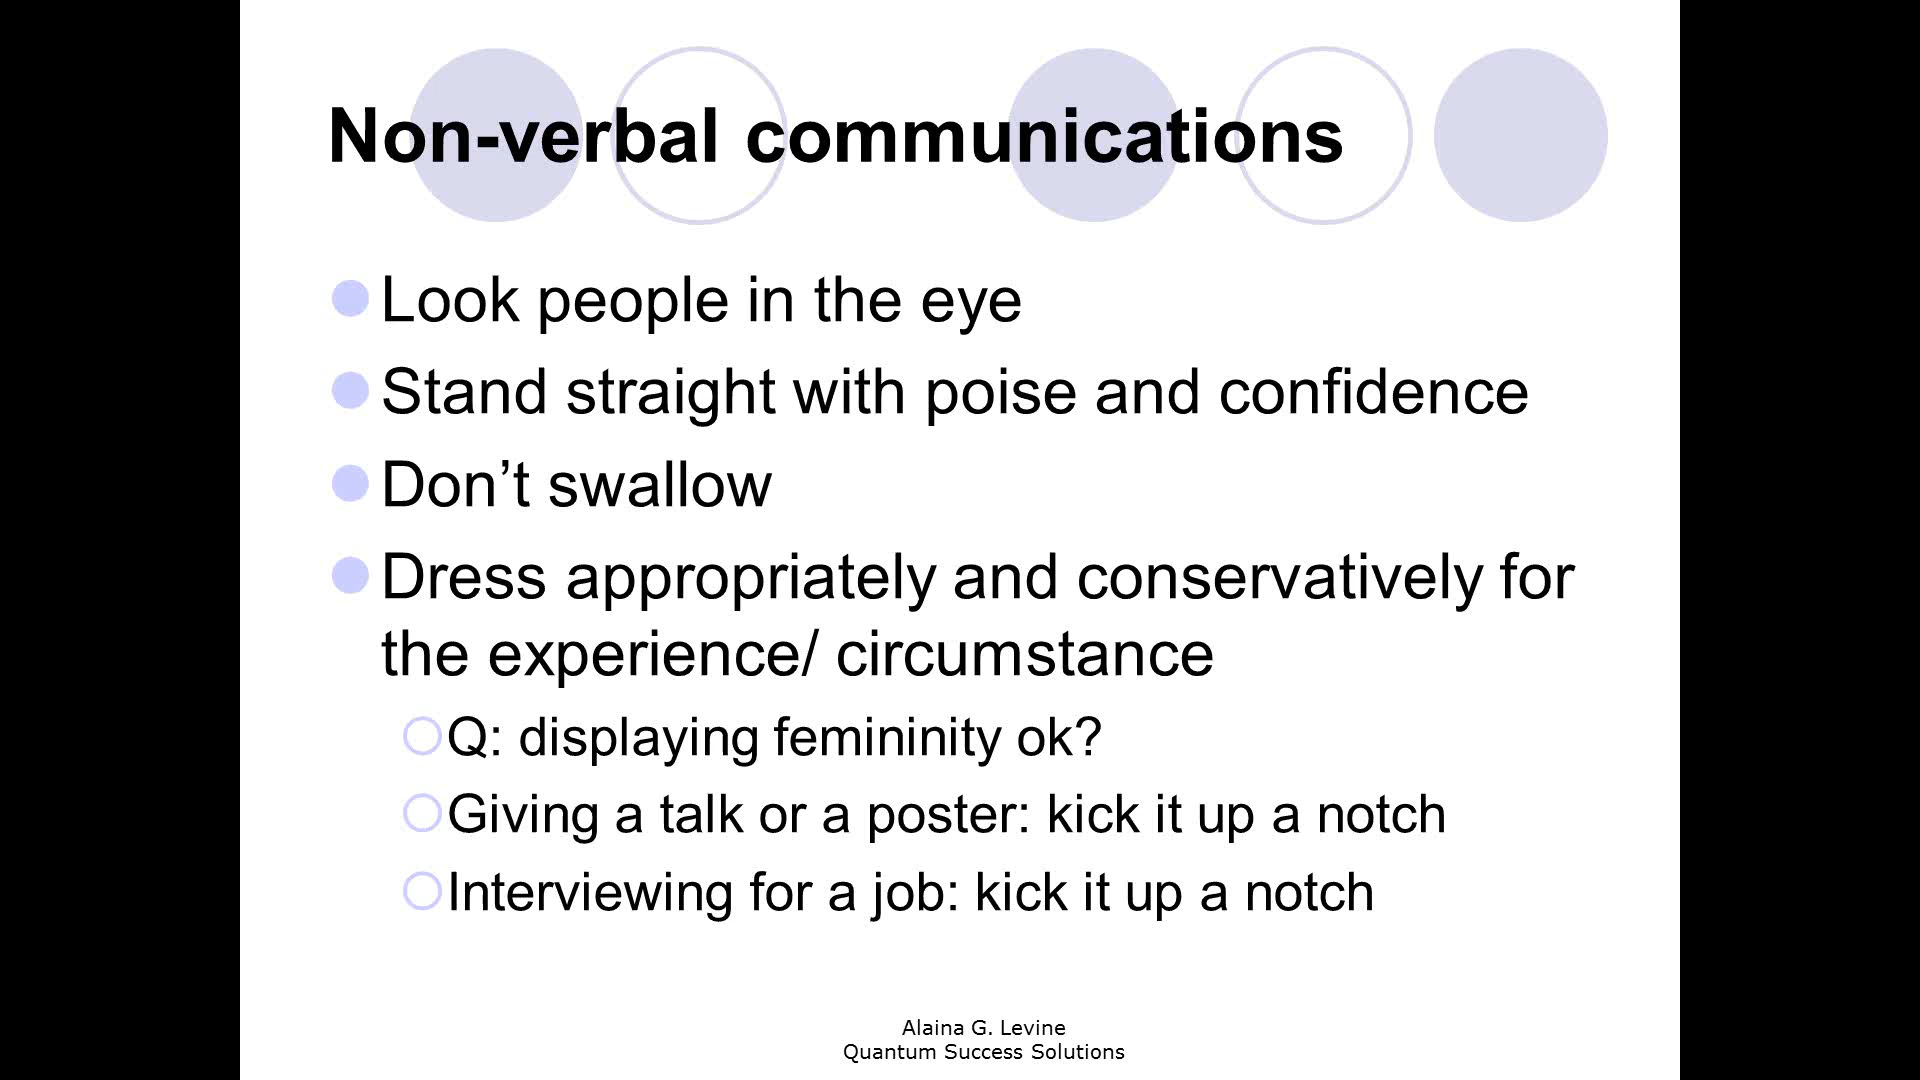 Non-verbal communications
Look people in the eye
Stand straight with poise and confidence
Don’t swallow
Dress appropriately and conservatively for
the experience/ circumstance
Q: displaying femininity ok?
Giving a talk or a poster: kick it up a notch
Interviewing for a job: kick it up a notch
Alaina G. Levine
Quantum Success Solutions